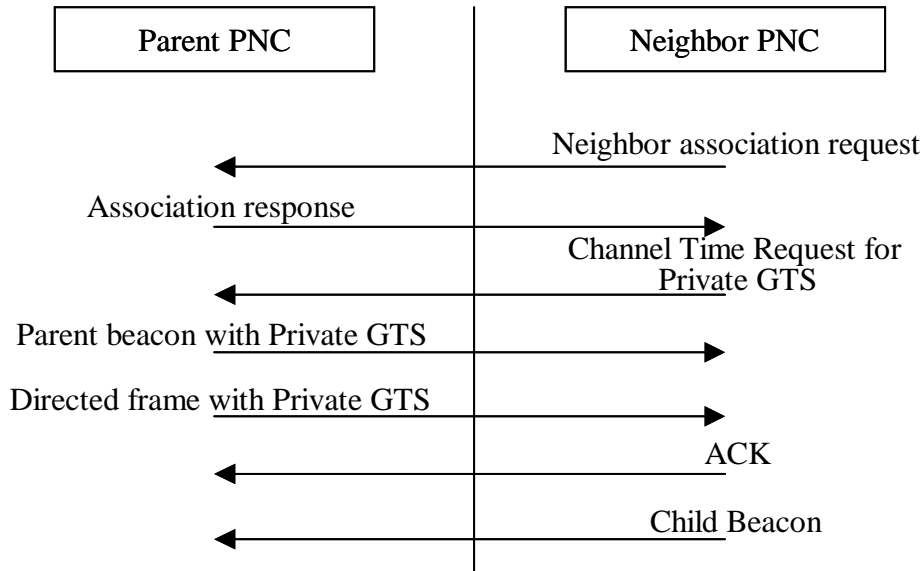 Parent PNC
Neighbor PNC
Neighbor association request
Association response
Channel Time Request for
Private GTS
Parent beacon with Private GTS
Directed frame with Private GTS
ACK
Child Beacon